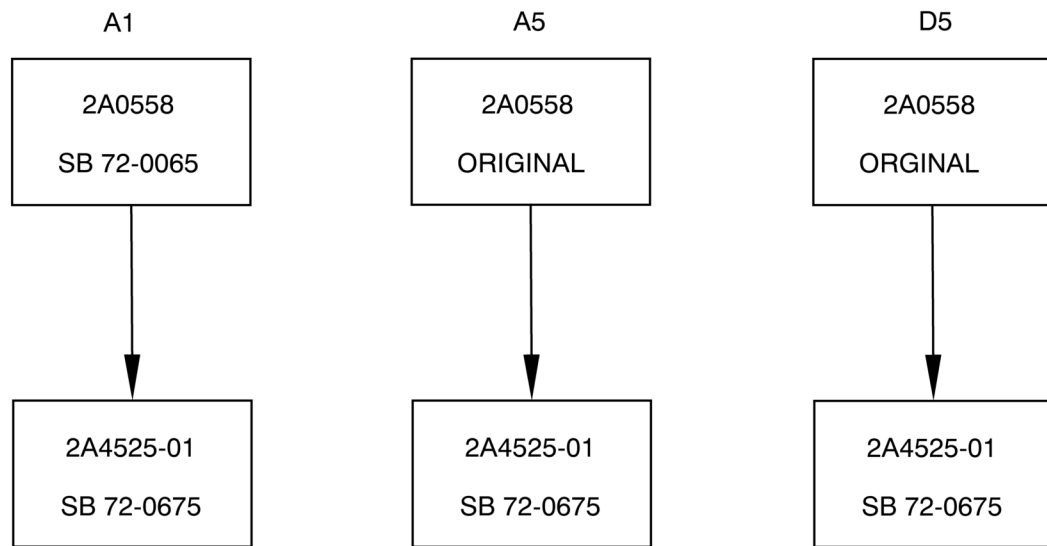 A1
A5
D5
2A0558
SB 72-0065
2A0558
ORIGINAL
2A0558
ORGINAL
2A4525-01
SB 72-0675
2A4525-01
SB 72-0675
2A4525-01
SB 72-0675